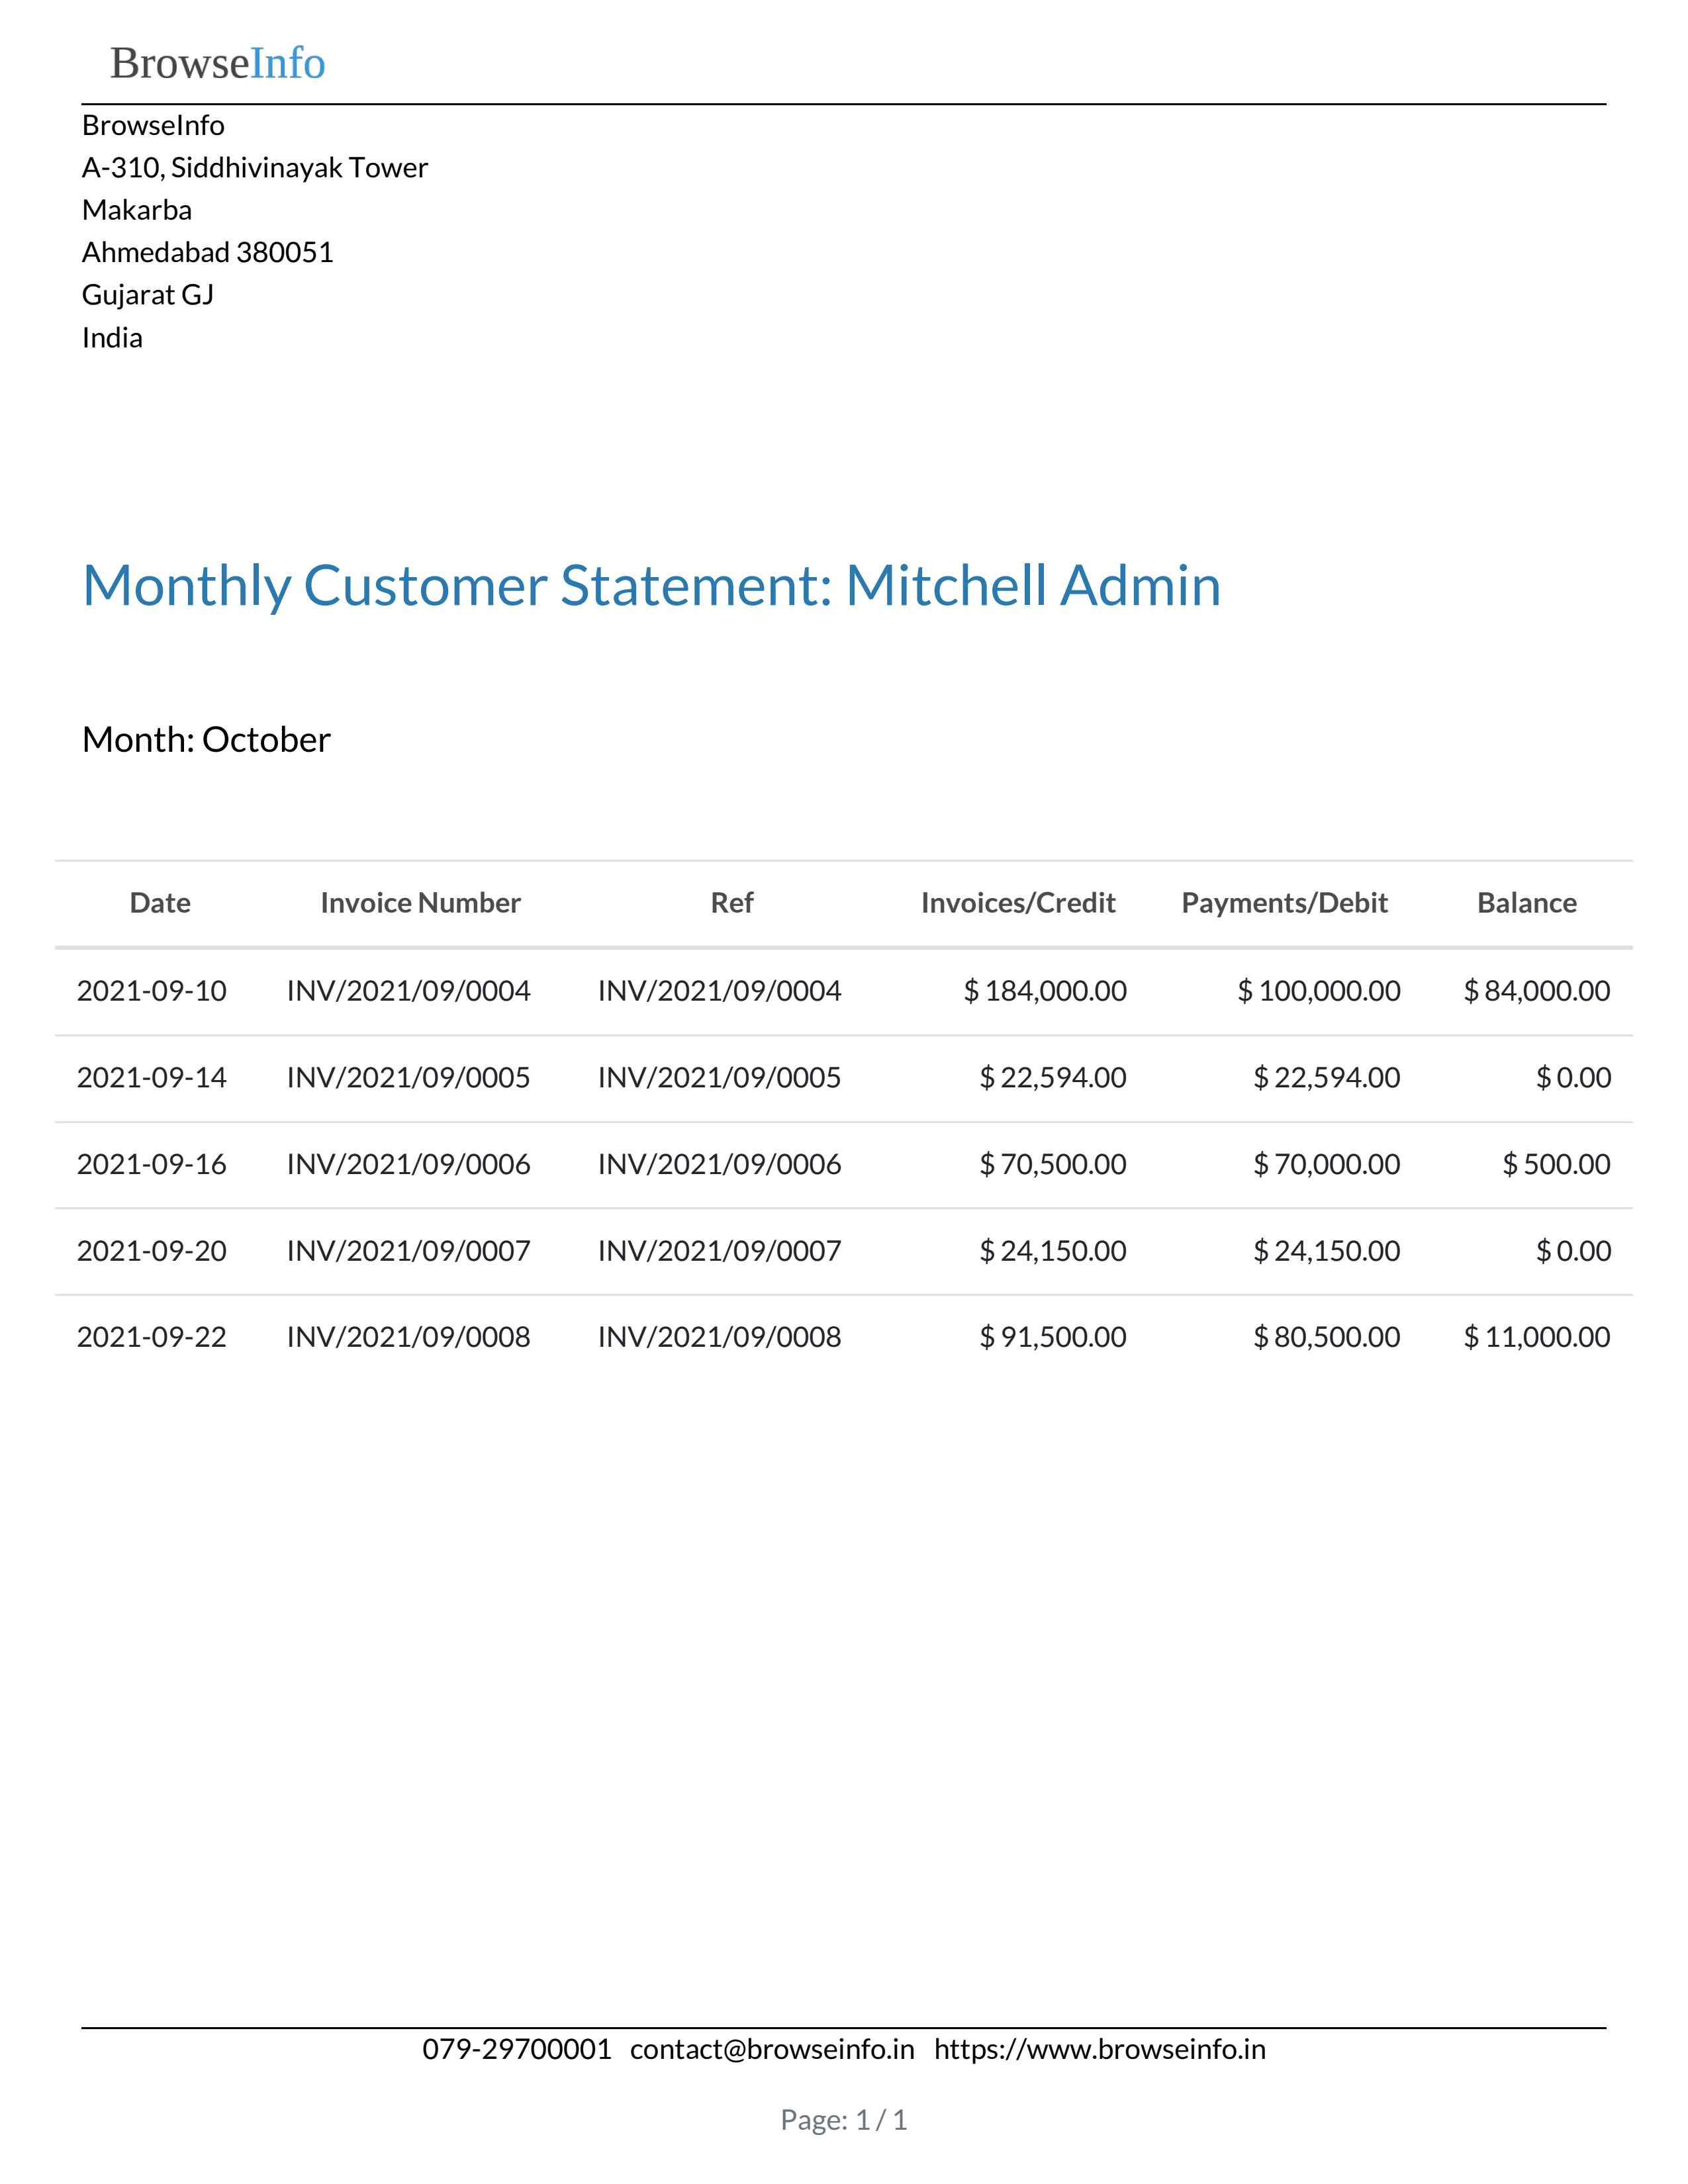 BrowseInfo
BrowseInfo
A-310, Siddhivinayak Tower
Makarba
Ahmedabad 380051
Gujarat GJ
India
Monthly Customer Statement: Mitchell Admin
Month: October
Date Invoice Number Ref Invoices/Credit Payments/Debit Balance
2021-09-10 INV/2021/09/0004 INV/2021/09/0004 $ 184,000.00 $ 100,000.00 $ 84,000.00
2021-09-14 INV/2021/09/0005 INV/2021/09/0005 $ 22,594.00 $ 22,594.00 $ 0.00
2021-09-16 INV/2021/09/0006 INV/2021/09/0006 $ 70,500.00 $ 70,000.00 $ 500.00
2021-09-20 INV/2021/09/0007 INV/2021/09/0007 $ 24,150.00 $ 24,150.00 $ 0.00
2021-09-22 INV/2021/09/0008 INV/2021/09/0008 $ 91,500.00 $ 80,500.00 $ 11,000.00
079-29700001 contact@browseinfo.in https://www.browseinfo.in
Page: 1 / 1